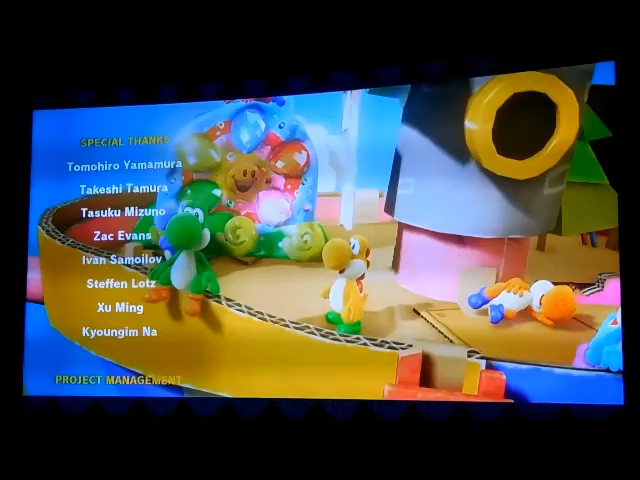 SPECIAL THANKS
Tomohiro Yamamura
Takeshi Tamura
Tasuku Mizuno
Zac Evans
Ivan Samoilov
Steffen Lotz
Xu Ming
Kyoungim Na
PROJECT MANAGEMENT